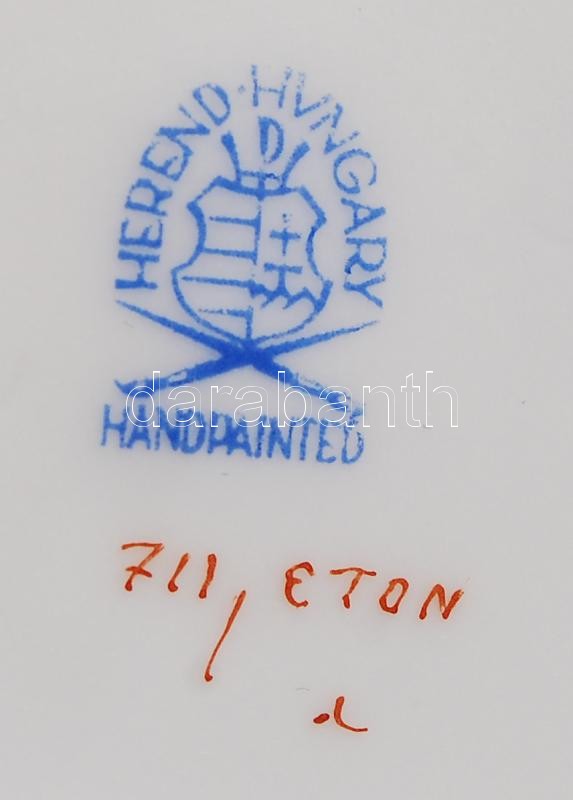 HEREND · HVNGARY
D
darabanth
HANDPAINTED
711, ETON